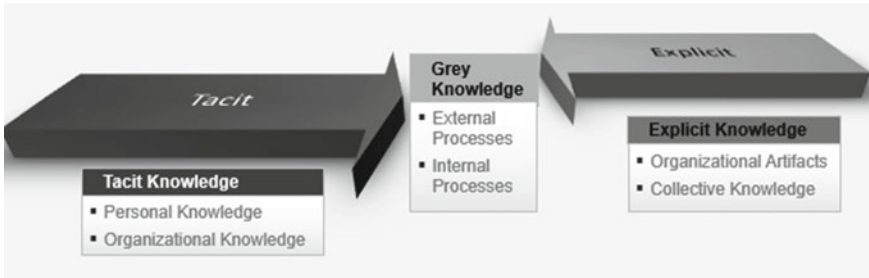 Tacit
Explicit
Grey
Knowledge
▪ External
Processes
▪ Internal
Processes
Tacit Knowledge
▪ Personal Knowledge
▪ Organizational Knowledge
Explicit Knowledge
▪ Organizational Artifacts
▪ Collective Knowledge